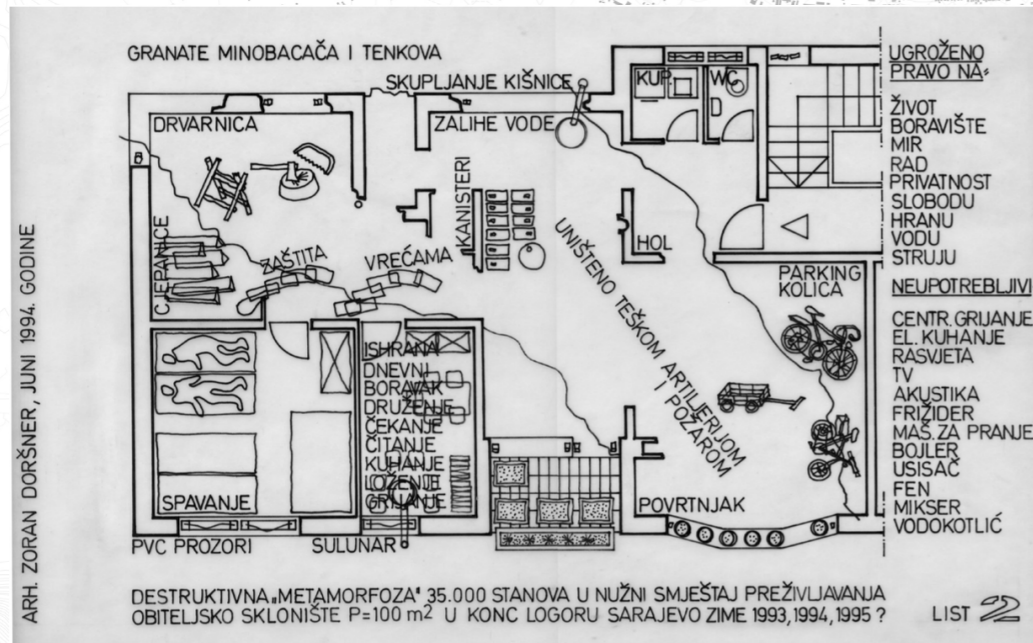 GRANATE MINOBACAČA I TENKOVA
SKUPLJANJE KIŠNICE
DRVARNICA
ZALIHE VODE
KUP.
WC
CJEPANICE
ZAŠTITA
VREĆAMA
KANISTERI
HOL
UNIŠTENO TEŠKOM ARTILJERIJOM
I POŽAROM
PARKING
KOLICA
ISHRANA
DNEVNI
BORAVAK
DRUŽENJE
ČEKANJE
ČITANJE
KUHANJE
LOŽENJE
GRIJANJE
SPAVANJE
POVRTNJAK
PVC PROZORI
SULUNAR
UGROŽENO
PRAVO NA:
ŽIVOT
BORAVIŠTE
MIR
RAD
PRIVATNOST
SLOBODU
HRANU
VODU
STRUJU
NEUPOTREBLJIVI
CENTR. GRIJANJE
EL. KUHANJE
RASVJETA
TV
AKUSTIKA
FRIŽIDER
MAŠ. ZA PRANJE
BOJLER
USISAČ
FEN
MIKSER
VODOKOTLIĆ
ARH. ZORAN DORŠNER, JUNI 1994. GODINE
DESTRUKTIVNA „METAMORFOZA" 35.000 STANOVA U NUŽNI SMJEŠTAJ PREŽIVLJAVANJA
OBITELJSKO SKLONIŠTE P=100 m² U KONC LOGORU SARAJEVO ZIME 1993, 1994, 1995 ?
LIST 22